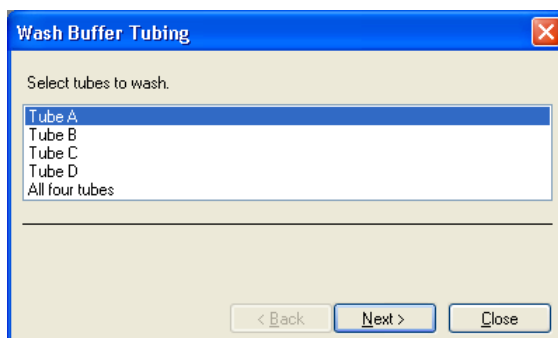 Wash Buffer Tubing
Select tubes to wash.
Tube A
Tube B
Tube C
Tube D
All four tubes
< Back Next > Close